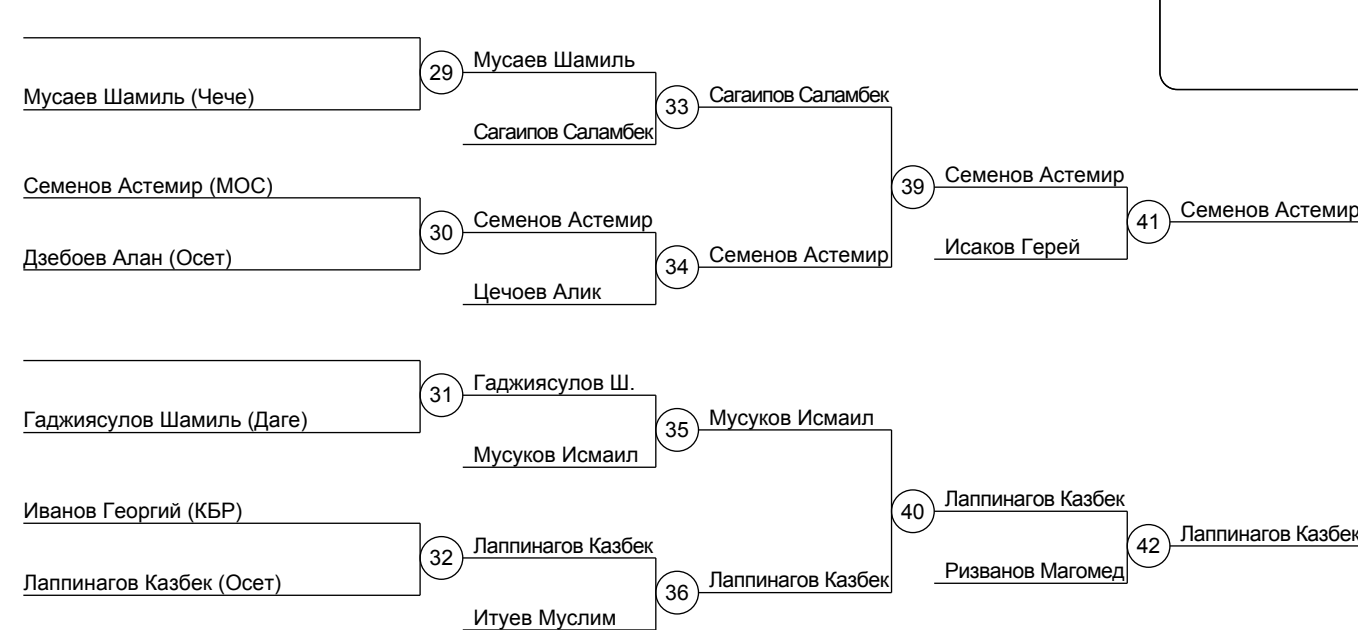 Мусаев Шамиль
29
Мусаев Шамиль (Чече)
Сагаипов Саламбек
33
Сагаипов Саламбек
Семенов Астемир (МОС)
39
Семенов Астемир
Семенов Астемир
30
41
Семенов Астемир
Дзебоев Алан (Осет)
Семенов Астемир
34
Исаков Герей
Цечоев Алик
Гаджиясулов Ш.
31
Гаджиясулов Шамиль (Даге)
Мусуков Исмаил
35
Мусуков Исмаил
Иванов Георгий (КБР)
40
Лаппинагов Казбек
Лаппинагов Казбек
32
42
Лаппинагов Казбек
Лаппинагов Казбек (Осет)
Лаппинагов Казбек
36
Ризванов Магомед
Итуев Муслим